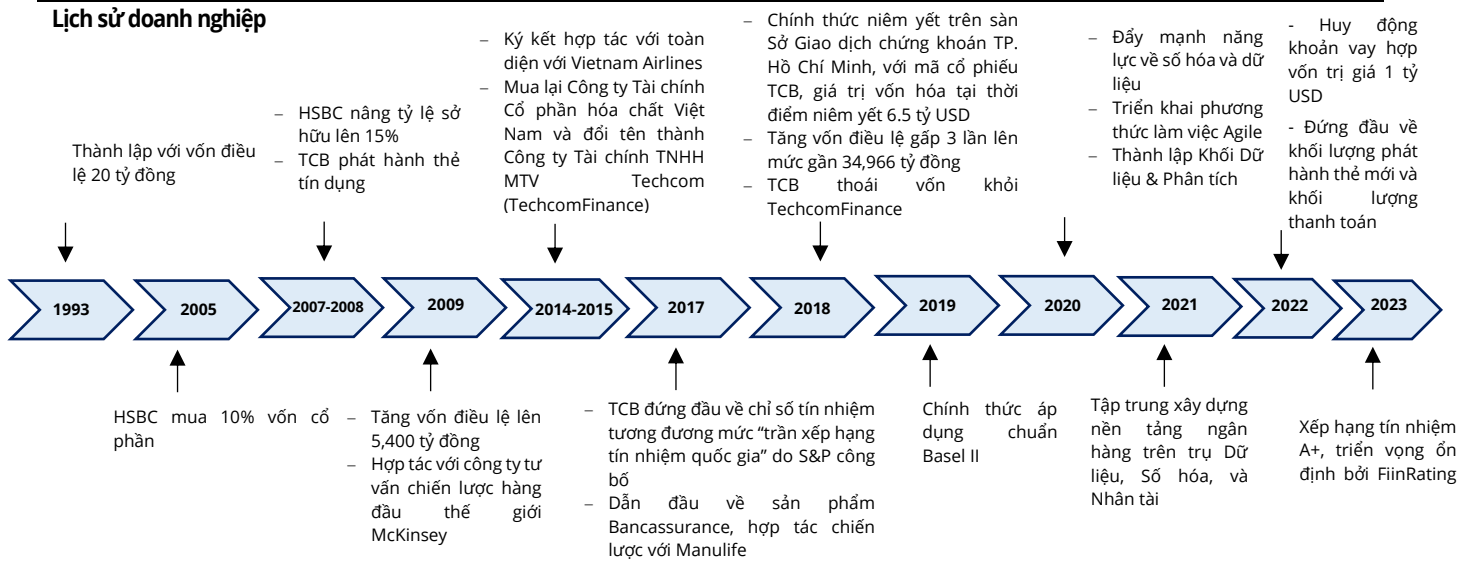 Lịch sử doanh nghiệp
Thành lập với vốn điều
lệ 20 tỷ đồng
– HSBC nâng tỷ lệ sở
hữu lên 15%
– TCB phát hành thẻ
tín dụng
– Ký kết hợp tác với toàn
diện với Vietnam Airlines
– Mua lại Công ty Tài chính
Cổ phần hóa chất Việt
Nam và đổi tên thành
Công ty Tài chính TNHH
MTV Techcom
(TechcomFinance)
– Chính thức niêm yết trên sàn
Sở Giao dịch chứng khoán TP.
Hồ Chí Minh, với mã cổ phiếu
TCB, giá trị vốn hóa tại thời
điểm niêm yết 6.5 tỷ USD
– Tăng vốn điều lệ gấp 3 lần lên
mức gần 34,966 tỷ đồng
– TCB thoái vốn khỏi
TechcomFinance
– Đẩy mạnh năng
lực về số hóa và dữ
liệu
– Triển khai phương
thức làm việc Agile
– Thành lập Khối Dữ
liệu & Phân tích
- Huy động
khoản vay hợp
vốn trị giá 1 tỷ
USD
- Đứng đầu về
khối lượng phát
hành thẻ mới và
khối lượng
thanh toán
1993
2005
2007-2008
2009
2014-2015
2017
2018
2019
2020
2021
2022
2023
HSBC mua 10% vốn cổ
phần
– Tăng vốn điều lệ lên
5,400 tỷ đồng
– Hợp tác với công ty tư
vấn chiến lược hàng
đầu thế giới
McKinsey
– TCB đứng đầu về chỉ số tín nhiệm
tương đương mức “trần xếp hạng
tín nhiệm quốc gia” do S&P công
bố
– Dẫn đầu về sản phẩm
Bancassurance, hợp tác chiến
lược với Manulife
Chính thức áp
dụng chuẩn
Basel II
Tập trung xây dựng
nền tảng ngân
hàng trên trụ Dữ
liệu, Số hóa, và
Nhân tài
Xếp hạng tín nhiệm
A+, triển vọng ổn
định bởi FiinRating